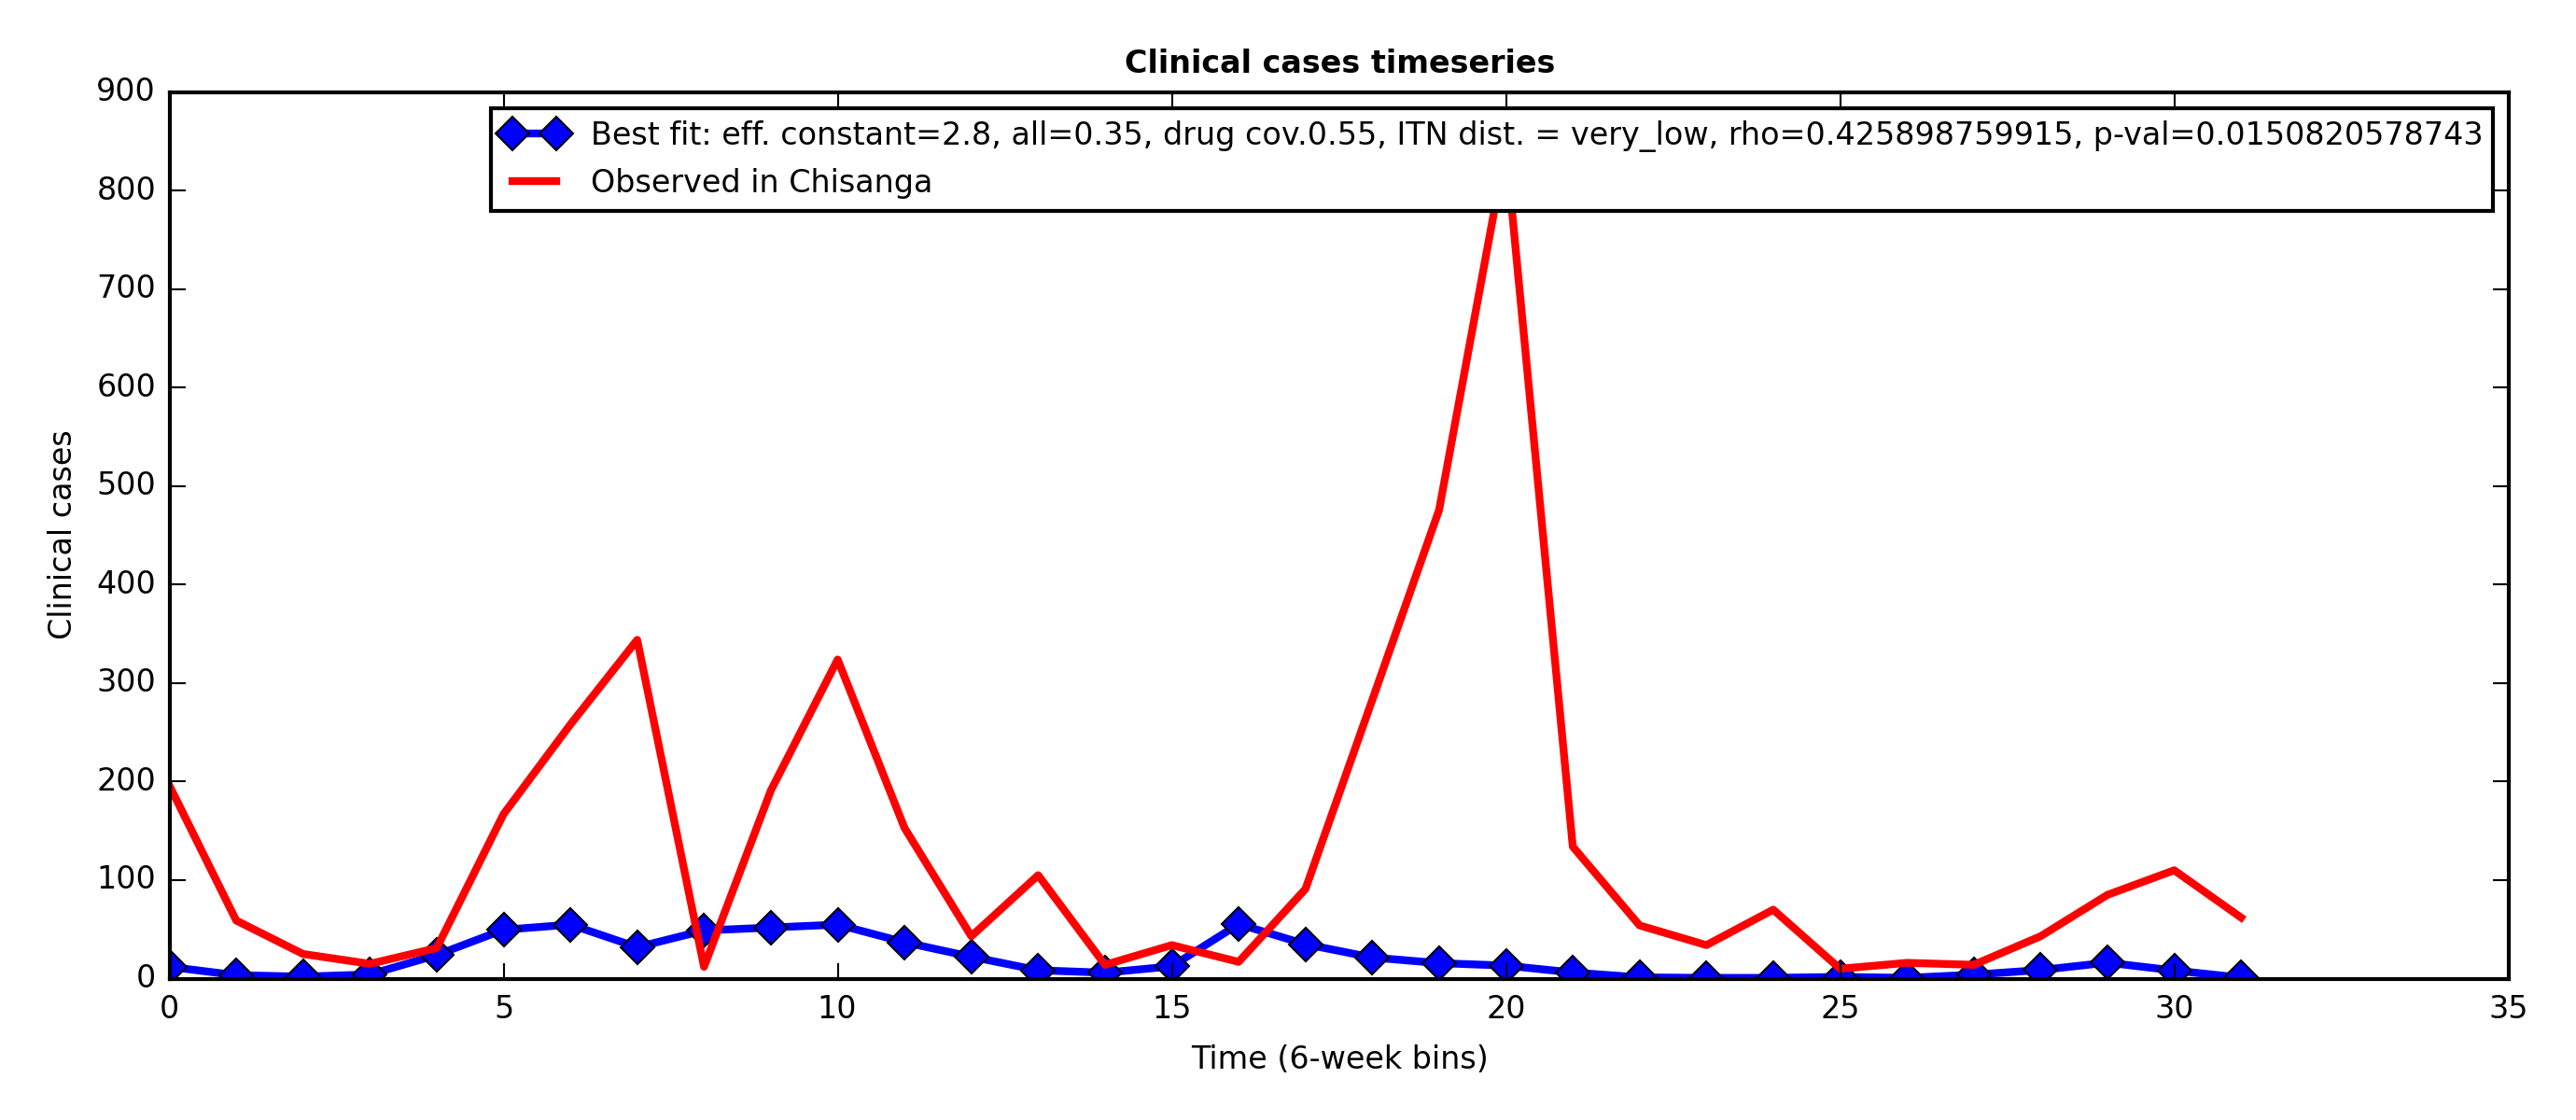 Clinical cases timeseries
Best fit: eff. constant=2.8, all=0.35, drug cov.0.55, ITN dist. = very_low, rho=0.425898759915, p-val=0.0150820578743
Observed in Chisanga
900
800
700
600
500
400
300
200
100
0
Clinical cases
0 5 10 15 20 25 30 35
Time (6-week bins)